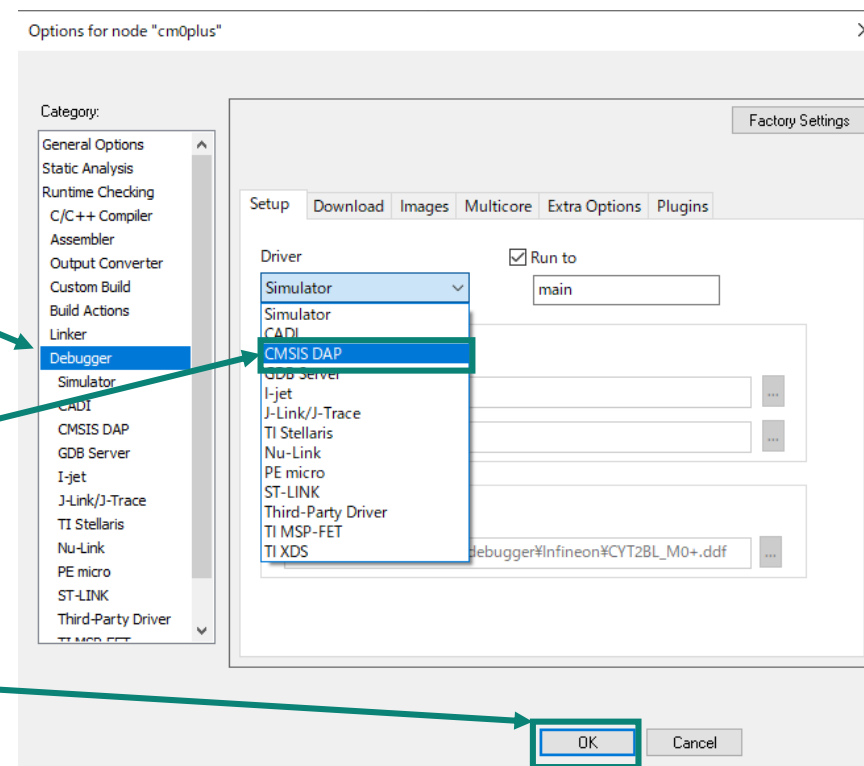 Options for node "cm0plus"
Category:
General Options
Static Analysis
Runtime Checking
C/C++ Compiler
Assembler
Output Converter
Custom Build
Build Actions
Linker
Debugger
Simulator
CADI
CMSIS DAP
GDB Server
I-jet
J-Link/J-Trace
TI Stellaris
Nu-Link
PE micro
ST-LINK
Third-Party Driver
TI MSP-FET
Factory Settings
Setup Download Images Multicore Extra Options Plugins
Driver
Run to
Simulator
main
Simulator
CADI
CMSIS DAP
GDB Server
I-jet
J-Link/J-Trace
TI Stellaris
Nu-Link
PE micro
ST-LINK
Third-Party Driver
TI MSP-FET
TI XDS
debugger¥Infineon¥CYT2BL_M0+.ddf
...
...
...
OK Cancel